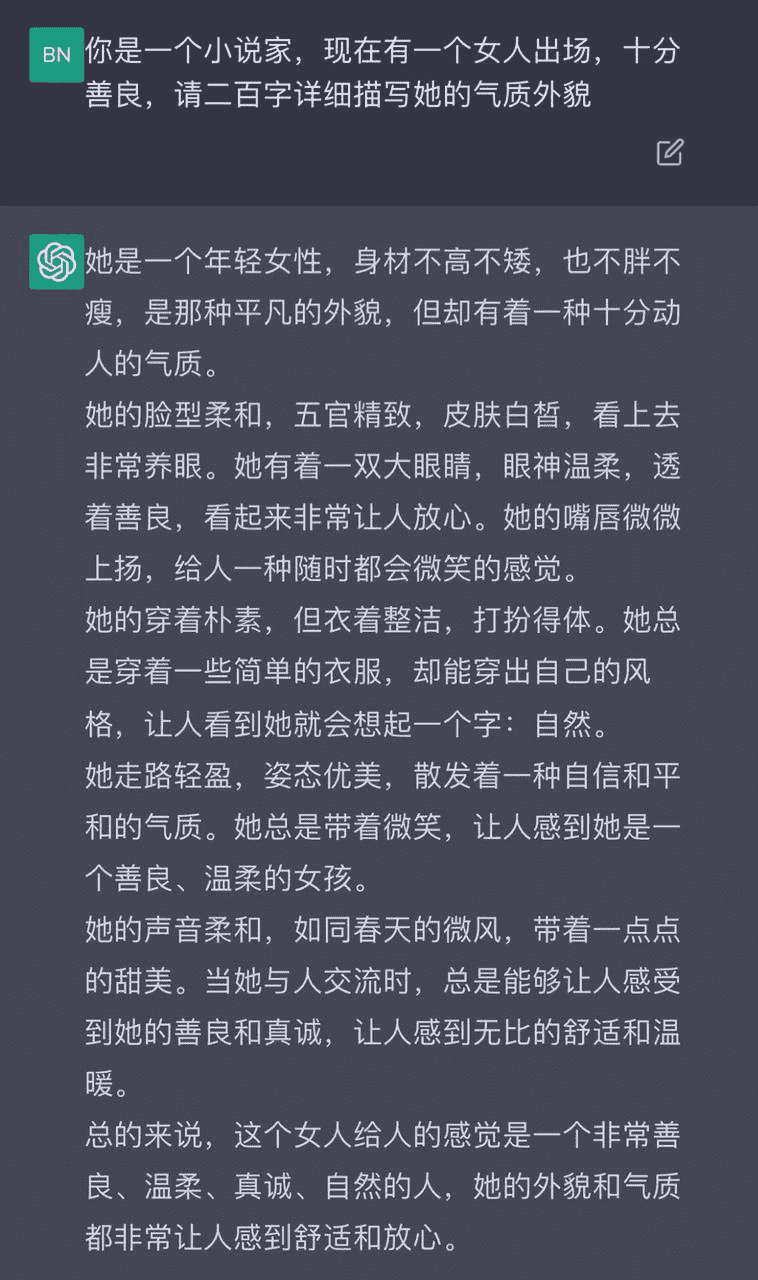 BN
你是一个小说家，现在有一个女人出场，十分
善良，请二百字详细描写她的气质外貌
她是一个年轻女性，身材不高不矮，也不胖不
瘦，是那种平凡的外貌，但却有着一种十分动
人的气质。
她的脸型柔和，五官精致，皮肤白皙，看上去
非常养眼。她有着一双大眼睛，眼神温柔，透
着善良，看起来非常让人放心。她的嘴唇微微
上扬，给人一种随时都会微笑的感觉。
她的穿着朴素，但衣着整洁，打扮得体。她总
是穿着一些简单的衣服，却能穿出自己的风
格，让人看到她就会想起一个字：自然。
她走路轻盈，姿态优美，散发着一种自信和平
和的气质。她总是带着微笑，让人感到她是一
个善良、温柔的女孩。
她的声音柔和，如同春天的微风，带着一点点
的甜美。当她与人交流时，总是能够让人感受
到她的善良和真诚，让人感到无比的舒适和温
暖。
总的来说，这个女人给人的感觉是一个非常善
良、温柔、真诚、自然的人，她的外貌和气质
都非常让人感到舒适和放心。